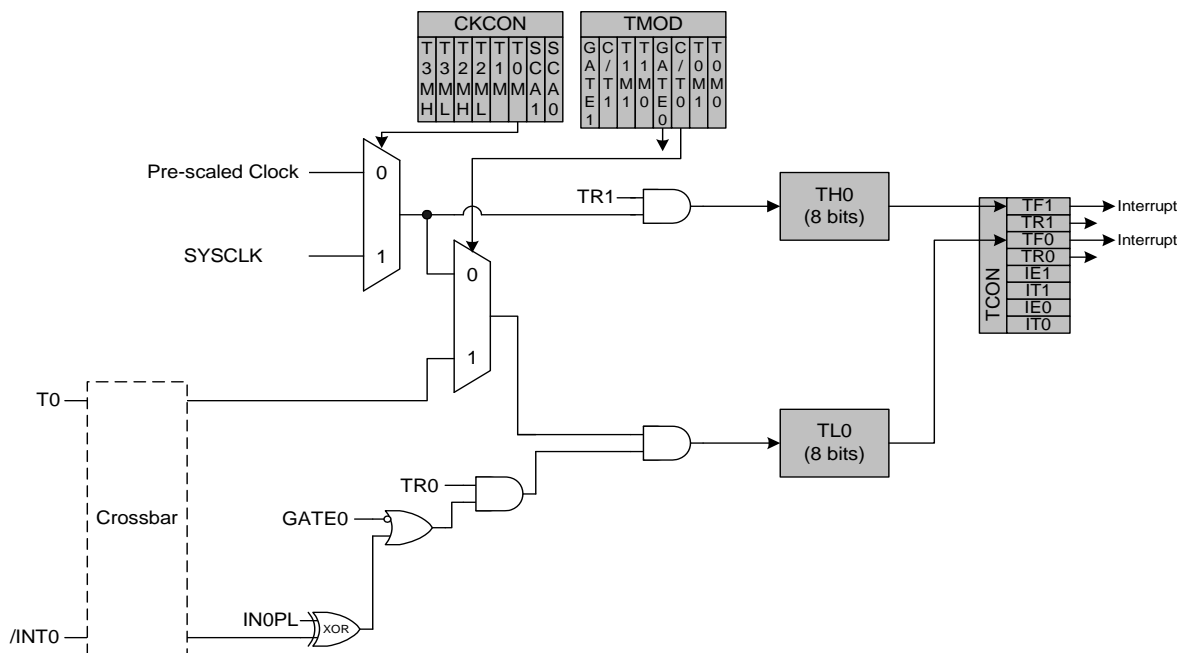 CKCON
T3MH T3ML T2MH T2ML T1M T0M SCA1 SCA0
TMOD
GATE1 C/T1 T1M1 T1M0 GATE0 C/T0 T0M1 T0M0
Pre-scaled Clock
0
SYSCLK
1
TR1
TH0
(8 bits)
0
1
TCON
TF1
TR1
TF0
TR0
IE1
IT1
IE0
IT0
Interrupt
Interrupt
T0
Crossbar
/INT0
TL0
(8 bits)
TR0
GATE0
IN0PL
XOR